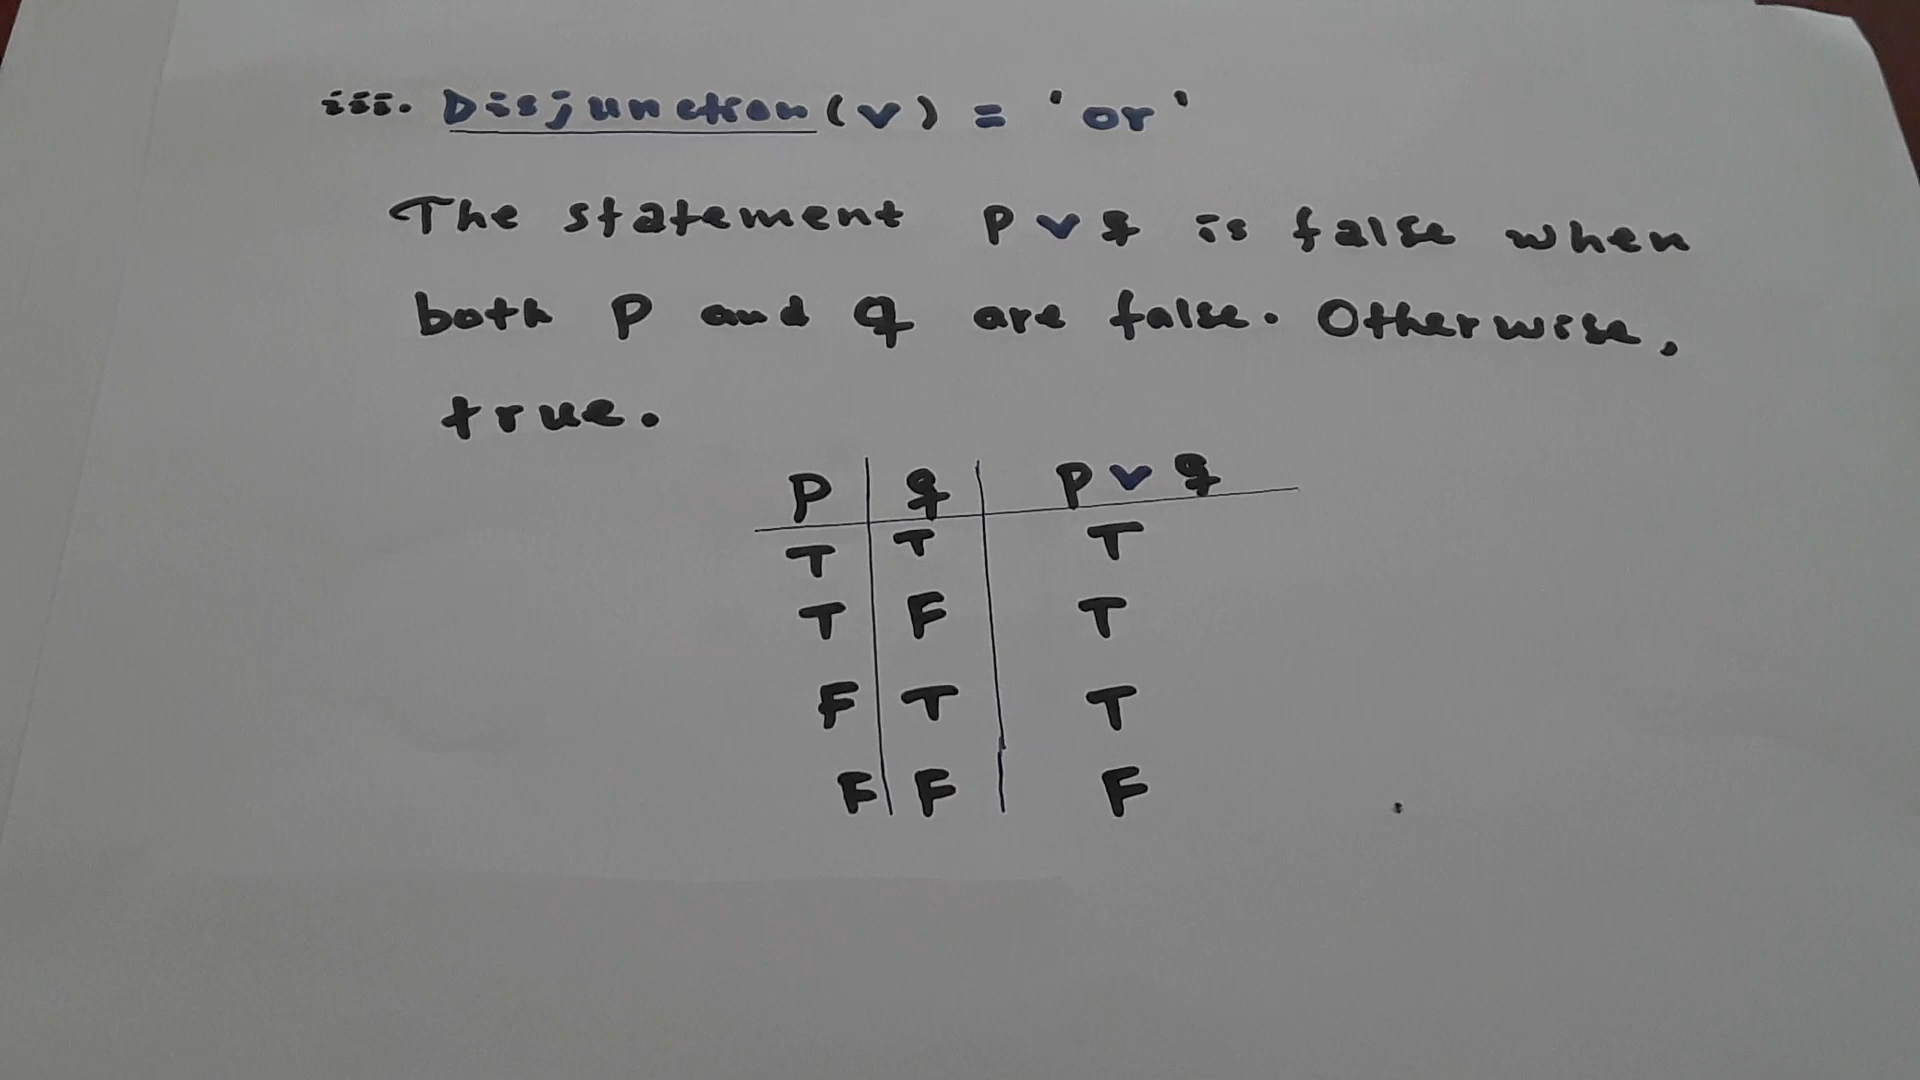 iii. Disjunction (∨) = 'or'
The statement P ∨ q is false when
both P and q are false. Otherwise,
true.
P | q | P ∨ q
T | T | T
T | F | T
F | T | T
F | F | F